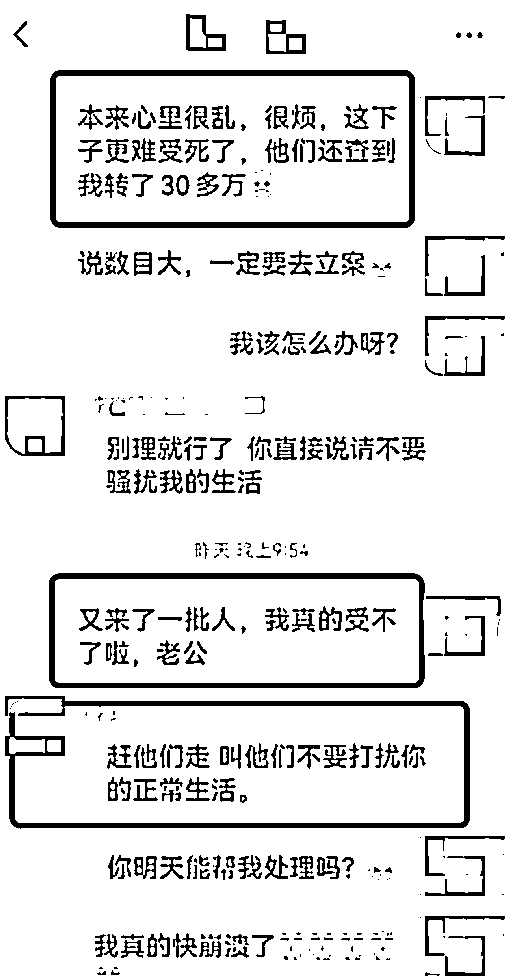 本来心里很乱，很烦，这下
子更难受死了，他们还查到
我转了30多万
说数目大，一定要去立案
我该怎么办呀？
别理就行了 你直接说请不要
骚扰我的生活
昨天 晚上9:54
又来了一批人，我真的受不
了啦，老公
赶他们走 叫他们不要打扰你
的正常生活。
你明天能帮我处理吗？
我真的快崩溃了